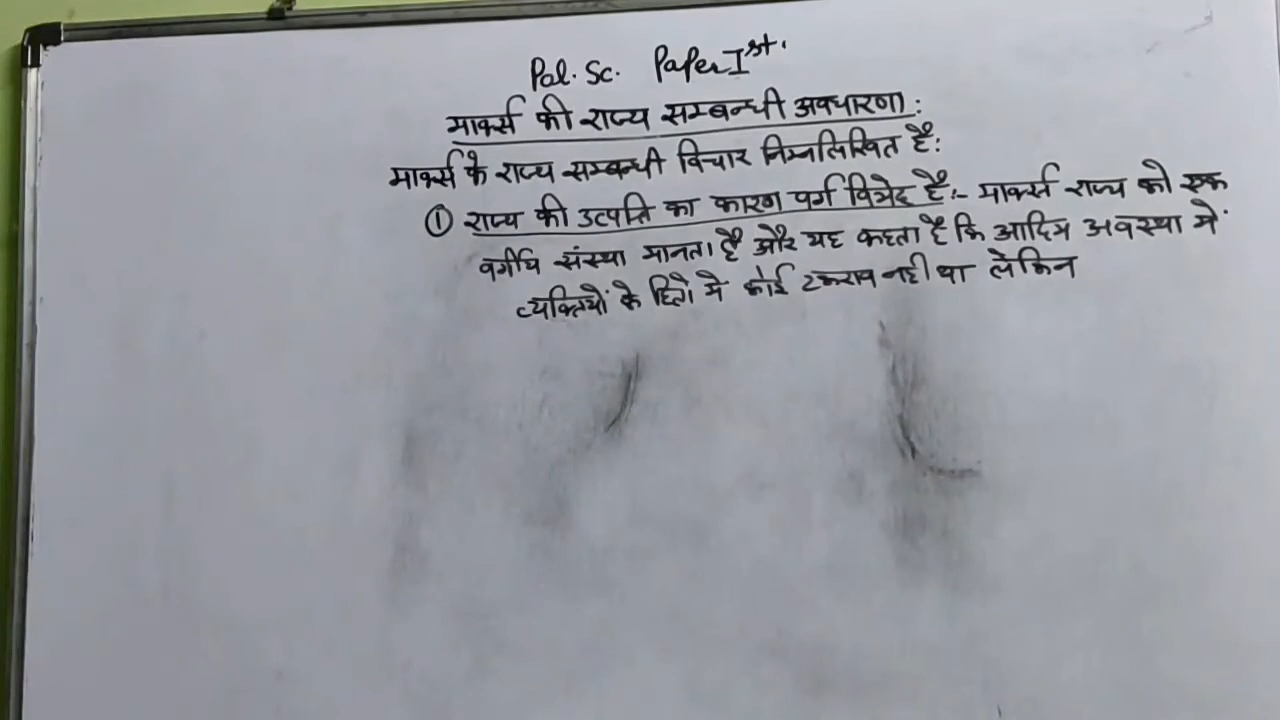 Pol. Sc. Paper Ist.
मार्क्स की राज्य सम्बन्धी अवधारणा:
मार्क्स के राज्य सम्बन्धी विचार निम्नलिखित है:
① राज्य की उत्पत्ति का कारण वर्ग विभेद है:- मार्क्स राज्य को एक
वर्गीय संस्था मानता है और यह कहता है कि आदिम अवस्था में
व्यक्तियों के हितों मे कोई टकराव नही था लेकिन